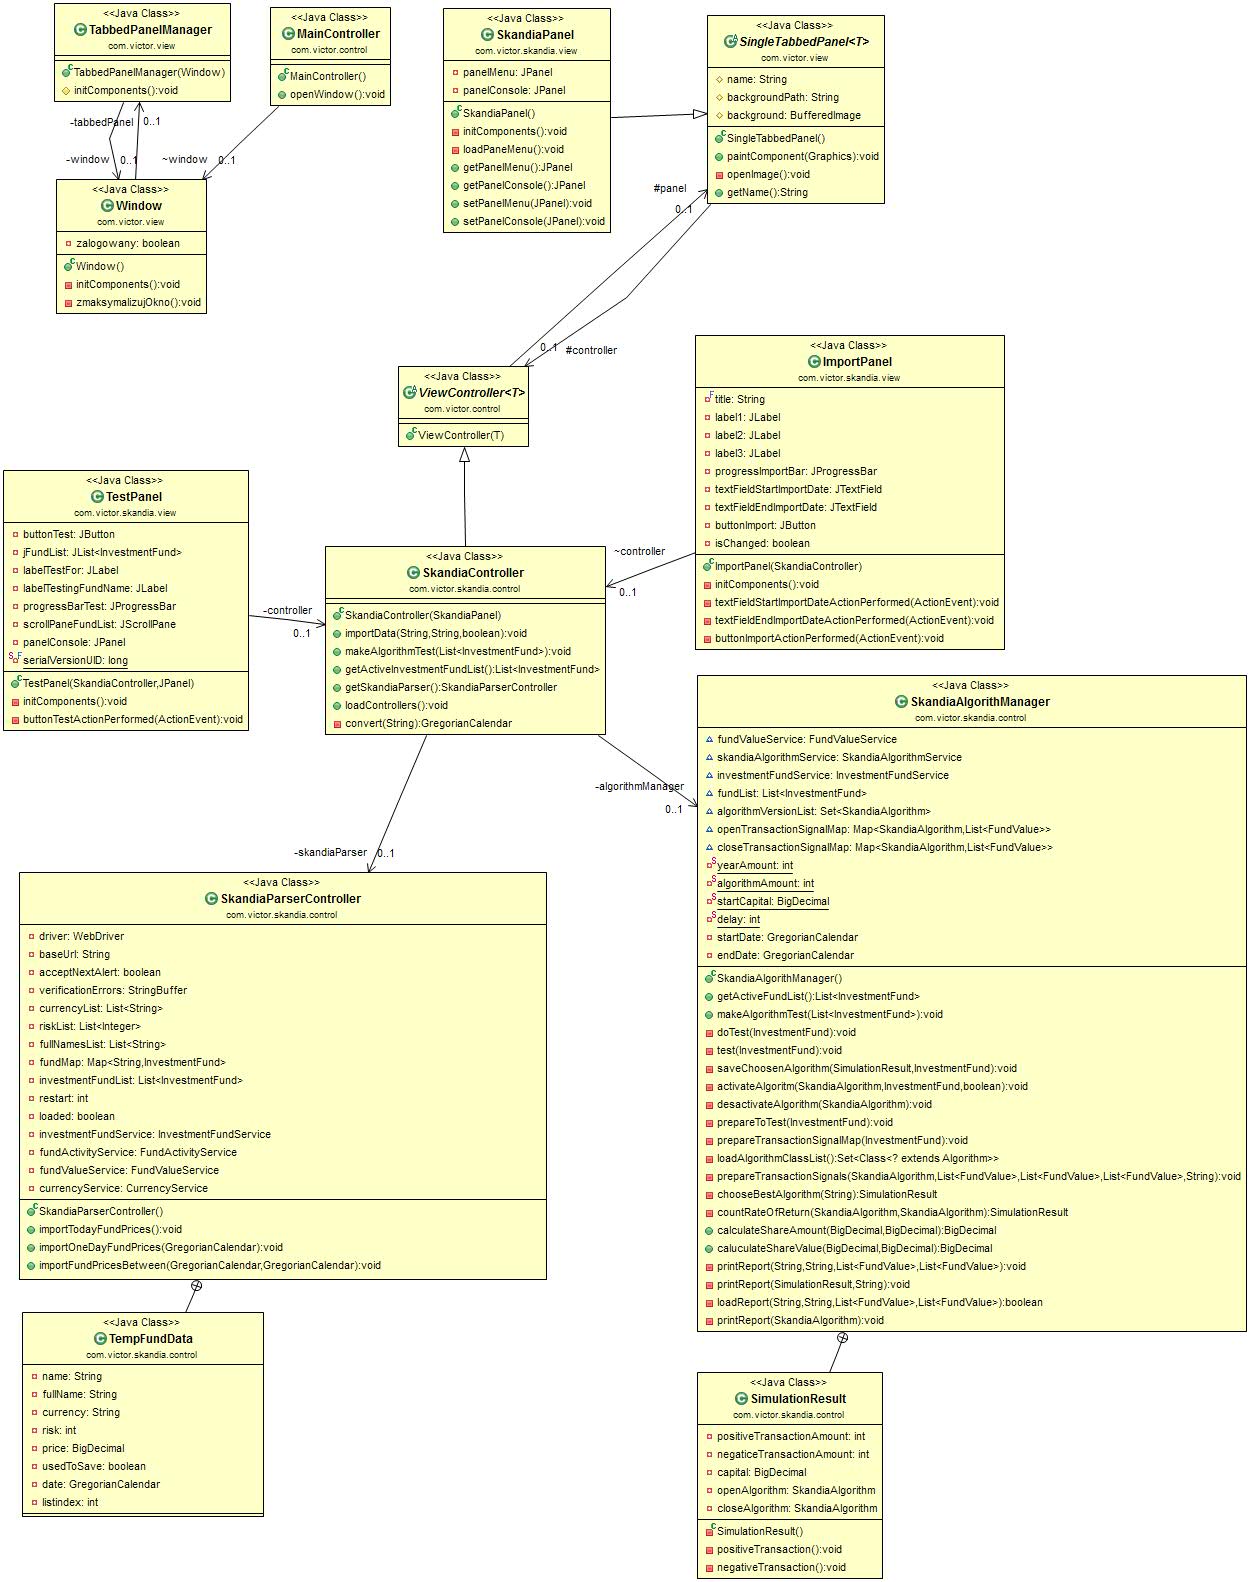 <<Java Class>>
TabbedPanelManager
com.victor.view
TabbedPanelManager(Window)
initComponents():void
<<Java Class>>
MainController
com.victor.control
MainController()
openWindow():void
<<Java Class>>
SkandiaPanel
com.victor.skandia.view
panelMenu: JPanel
panelConsole: JPanel
SkandiaPanel()
initComponents():void
loadPaneMenu():void
getPanelMenu():JPanel
getPanelConsole():JPanel
setPanelMenu(JPanel):void
setPanelConsole(JPanel):void
<<Java Class>>
SingleTabbedPanel<T>
com.victor.view
name: String
backgroundPath: String
background: BufferedImage
SingleTabbedPanel()
paintComponent(Graphics):void
openImage():void
getName():String
-tabbedPanel
0..1
-window
0..1
~window
0..1
<<Java Class>>
Window
com.victor.view
zalogowany: boolean
Window()
initComponents():void
zmaksymalizujOkno():void
#panel
0..1
0..1
#controller
<<Java Class>>
ViewController<T>
com.victor.control
ViewController(T)
<<Java Class>>
ImportPanel
com.victor.skandia.view
title: String
label1: JLabel
label2: JLabel
label3: JLabel
progressImportBar: JProgressBar
textFieldStartImportDate: JTextField
textFieldEndImportDate: JTextField
buttonImport: JButton
isChanged: boolean
ImportPanel(SkandiaController)
initComponents():void
textFieldStartImportDateActionPerformed(ActionEvent):void
textFieldEndImportDateActionPerformed(ActionEvent):void
buttonImportActionPerformed(ActionEvent):void
<<Java Class>>
TestPanel
com.victor.skandia.view
buttonTest: JButton
jFundList: JList<InvestmentFund>
labelTestFor: JLabel
labelTestingFundName: JLabel
progressBarTest: JProgressBar
scrollPaneFundList: JScrollPane
panelConsole: JPanel
serialVersionUID: long
TestPanel(SkandiaController,JPanel)
initComponents():void
buttonTestActionPerformed(ActionEvent):void
-controller
0..1
~controller
0..1
<<Java Class>>
SkandiaController
com.victor.skandia.control
SkandiaController(SkandiaPanel)
importData(String,String,boolean):void
makeAlgorithmTest(List<InvestmentFund>):void
getActiveInvestmentFundList():List<InvestmentFund>
getSkandiaParser():SkandiaParserController
loadControllers():void
convert(String):GregorianCalendar
-algorithmManager
0..1
-skandiaParser
0..1
<<Java Class>>
SkandiaAlgorithManager
com.victor.skandia.control
fundValueService: FundValueService
skandiaAlgorithmService: SkandiaAlgorithmService
investmentFundService: InvestmentFundService
fundList: List<InvestmentFund>
algorithmVersionList: Set<SkandiaAlgorithm>
openTransactionSignalMap: Map<SkandiaAlgorithm,List<FundValue>>
closeTransactionSignalMap: Map<SkandiaAlgorithm,List<FundValue>>
yearAmount: int
algorithmAmount: int
startCapital: BigDecimal
delay: int
startDate: GregorianCalendar
endDate: GregorianCalendar
SkandiaAlgorithManager()
getActiveFundList():List<InvestmentFund>
makeAlgorithmTest(List<InvestmentFund>):void
doTest(InvestmentFund):void
test(InvestmentFund):void
saveChoosenAlgorithm(SimulationResult,InvestmentFund):void
activateAlgoritm(SkandiaAlgorithm,InvestmentFund,boolean):void
desactivateAlgorithm(SkandiaAlgorithm):void
prepareToTest(InvestmentFund):void
prepareTransactionSignalMap(InvestmentFund):void
loadAlgorithmClassList():Set<Class<? extends Algorithm>>
prepareTransactionSignals(SkandiaAlgorithm,List<FundValue>,List<FundValue>,List<FundValue>,String):void
chooseBestAlgorithm(String):SimulationResult
countRateOfReturn(SkandiaAlgorithm,SkandiaAlgorithm):SimulationResult
calculateShareAmount(BigDecimal,BigDecimal):BigDecimal
caluculateShareValue(BigDecimal,BigDecimal):BigDecimal
printReport(String,String,List<FundValue>,List<FundValue>):void
printReport(SimulationResult,String):void
loadReport(String,String,List<FundValue>,List<FundValue>):boolean
printReport(SkandiaAlgorithm):void
<<Java Class>>
SkandiaParserController
com.victor.skandia.control
driver: WebDriver
baseUrl: String
acceptNextAlert: boolean
verificationErrors: StringBuffer
currencyList: List<String>
riskList: List<Integer>
fullNamesList: List<String>
fundMap: Map<String,InvestmentFund>
investmentFundList: List<InvestmentFund>
restart: int
loaded: boolean
investmentFundService: InvestmentFundService
fundActivityService: FundActivityService
fundValueService: FundValueService
currencyService: CurrencyService
SkandiaParserController()
importTodayFundPrices():void
importOneDayFundPrices(GregorianCalendar):void
importFundPricesBetween(GregorianCalendar,GregorianCalendar):void
<<Java Class>>
TempFundData
com.victor.skandia.control
name: String
fullName: String
currency: String
risk: int
price: BigDecimal
usedToSave: boolean
date: GregorianCalendar
listindex: int
<<Java Class>>
SimulationResult
com.victor.skandia.control
positiveTransactionAmount: int
negaticeTransactionAmount: int
capital: BigDecimal
openAlgorithm: SkandiaAlgorithm
closeAlgorithm: SkandiaAlgorithm
SimulationResult()
positiveTransaction():void
negativeTransaction():void